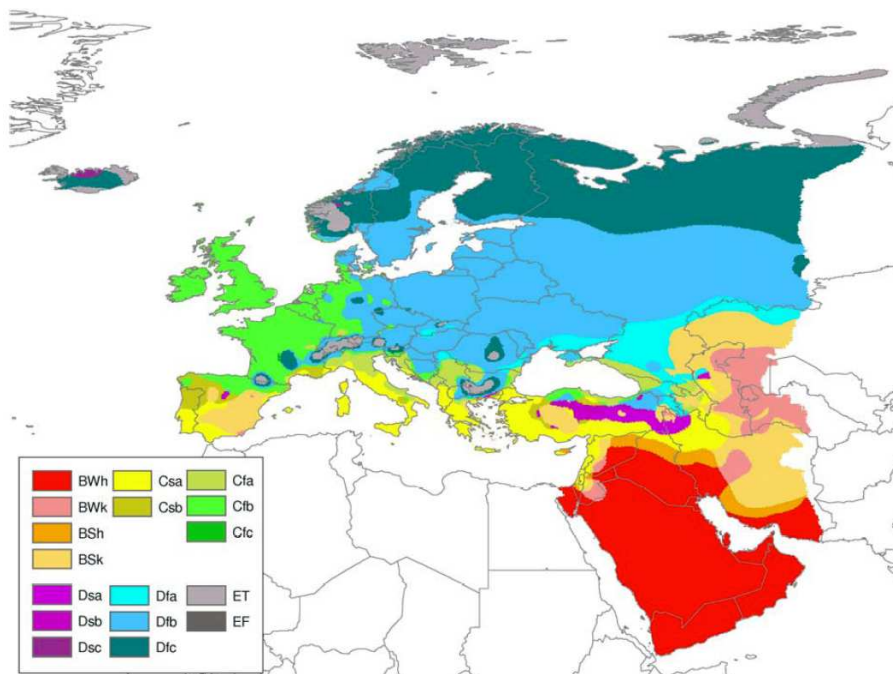 BWh Csa Cfa
BWk Csb Cfb
BSh Cfc
BSk
Dsa Dfa ET
Dsb Dfb EF
Dsc Dfc